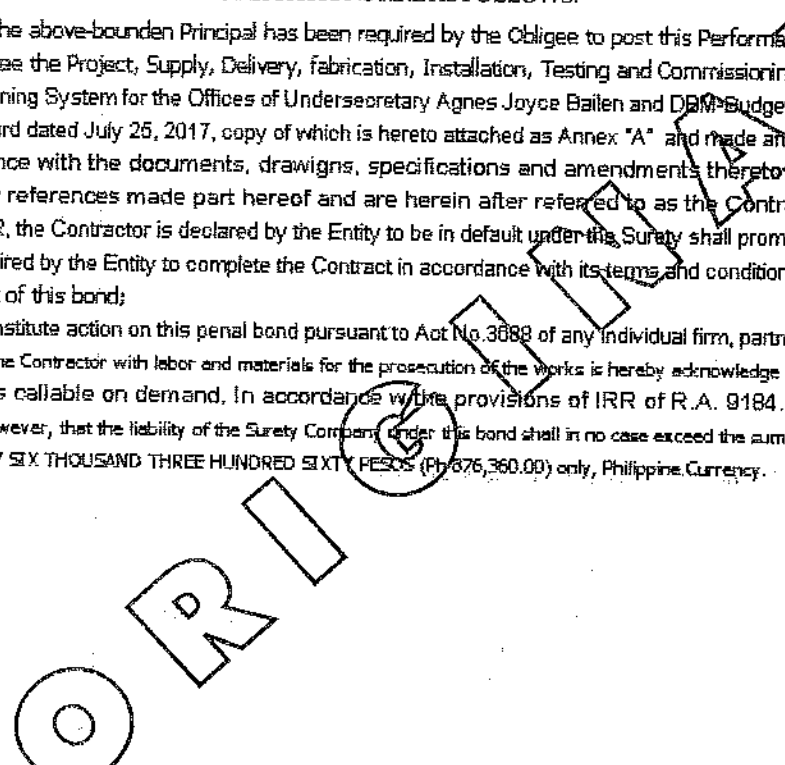 he above-bounden Principal has been required by the Obligee to post this Performa
ee the Project, Supply, Delivery, fabrication, Installation, Testing and Commissionin
ning System for the Offices of Undersecretary Agnes Joyce Bailen and DBM-Budge
rd dated July 25, 2017, copy of which is hereto attached as Annex "A" and made an
nce with the documents, drawigns, specifications and amendments thereto
references made part hereof and are herein after referred to as the Contr
R, the Contractor is declared by the Entity to be in default under the Surety shall prom
ired by the Entity to complete the Contract in accordance with its terms and condition
of this bond;
nstitute action on this penal bond pursuant to Act No.3688 of any individual firm, partn
he Contractor with labor and materials for the prosecution of the works is hereby acknowledge
s callable on demand, In accordance w/the provisions of IRR of R.A. 9184.
wever, that the liability of the Surety Company under this bond shall in no case exceed the sum
Y SIX THOUSAND THREE HUNDRED SIXTY PESOS (Ph 376,360.00) only, Philippine Currency.
ORIGINA